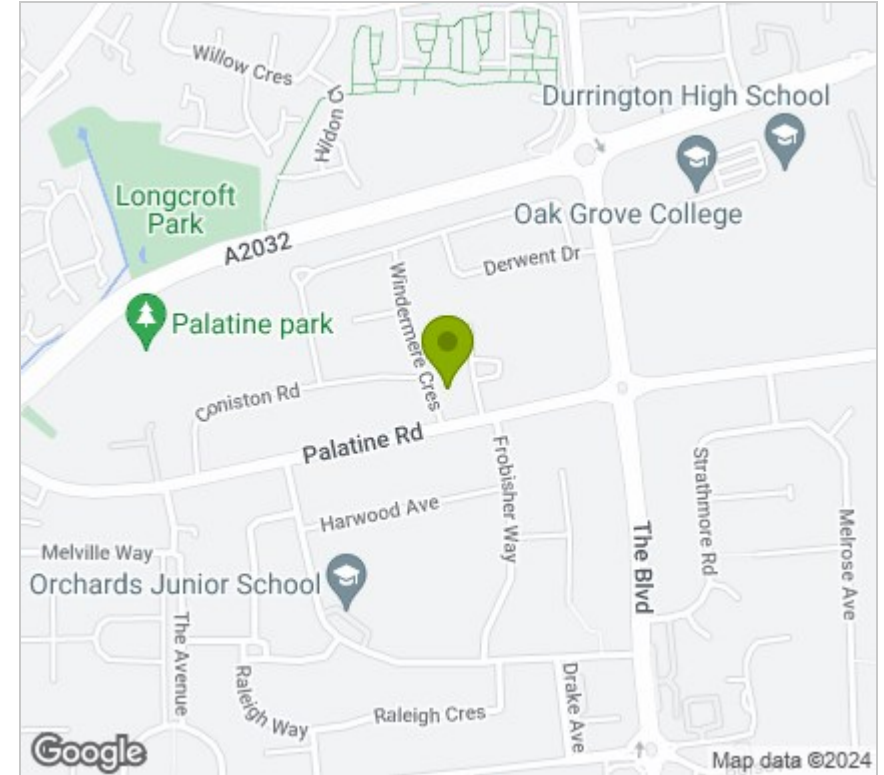 Willow Cres
Hildon Cl
Durrington High School
Longcroft
Park
Oak Grove College
A2032
Derwent Dr
Windermere Cres
Palatine park
Coniston Rd
Palatine Rd
Frobisher Way
Strathmore Rd
Harwood Ave
Melrose Ave
The Blvd
Melville Way
Orchards Junior School
The Avenue
Raleigh Way
Drake Ave
Raleigh Cres
Google
Map data ©2024